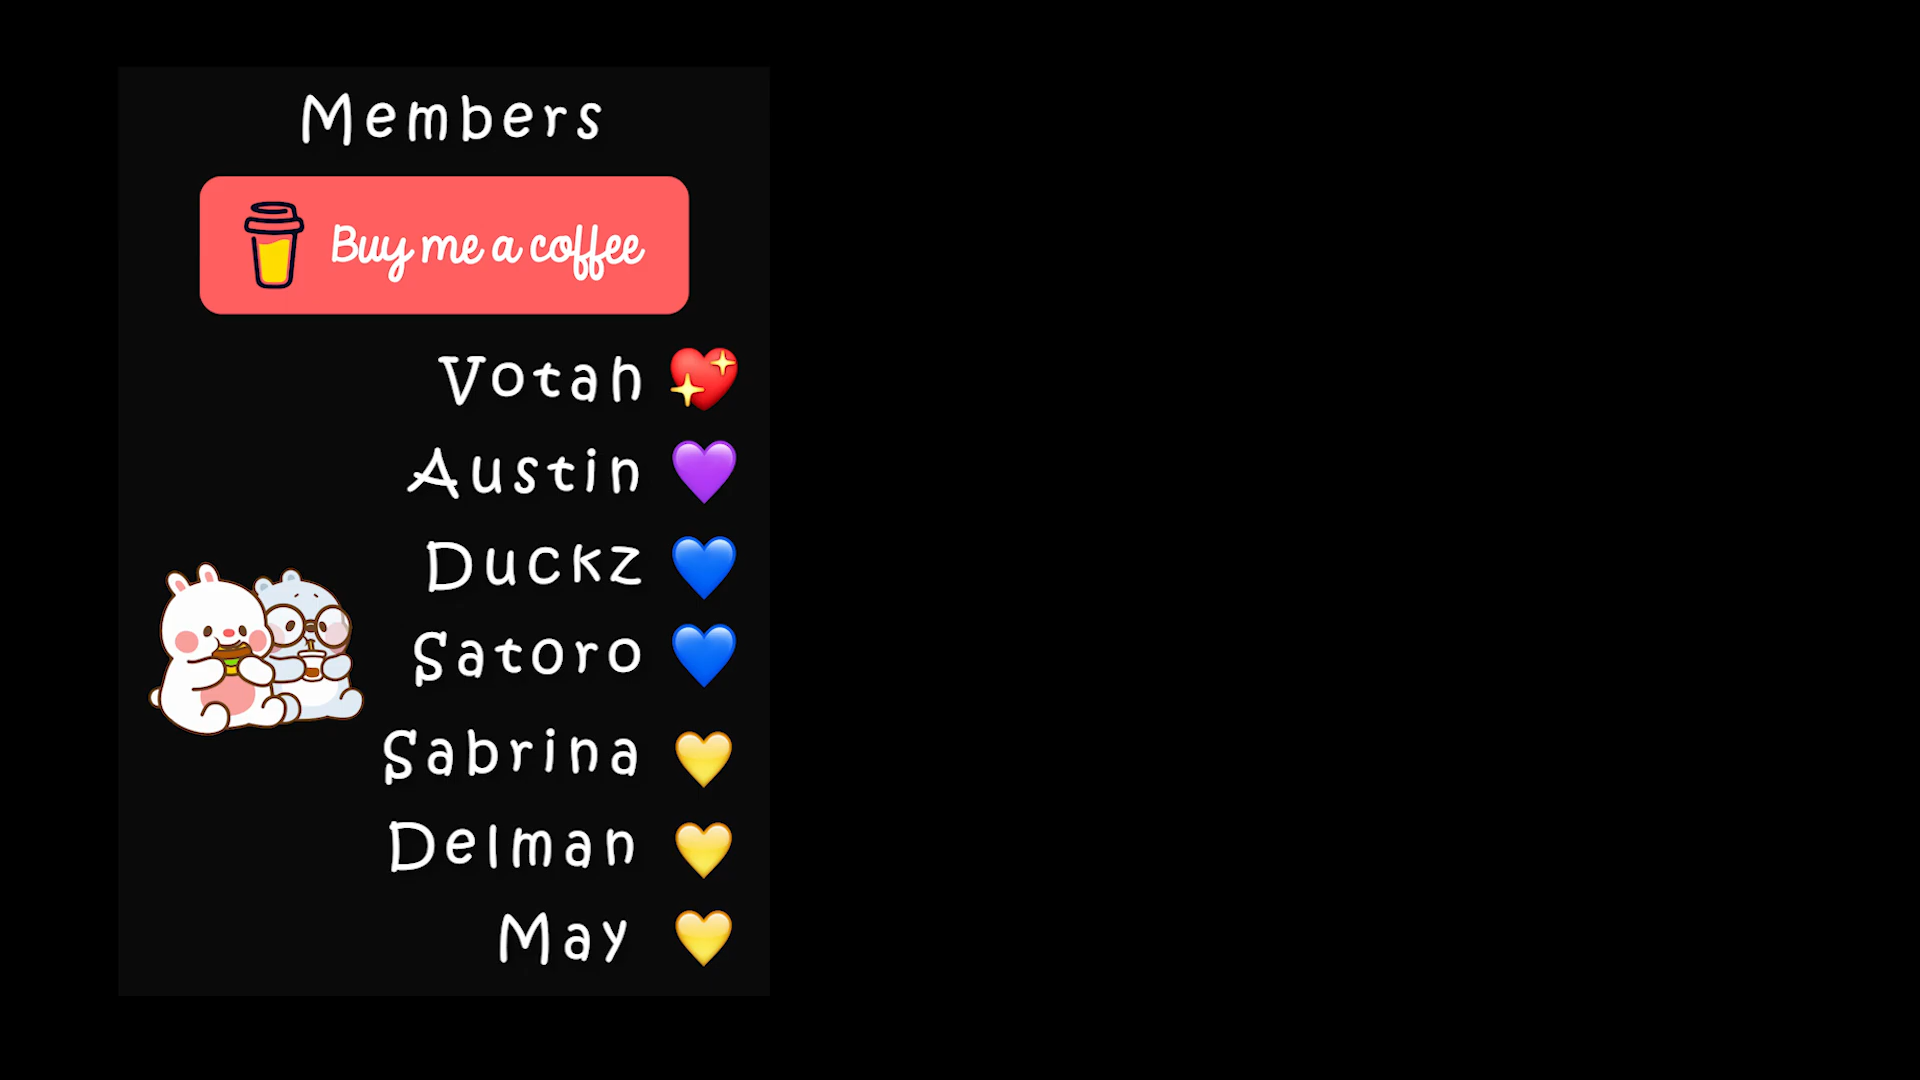 Members
Buy me a coffee
Votah
Austin
Duckz
Satoro
Sabrina
Delman
May